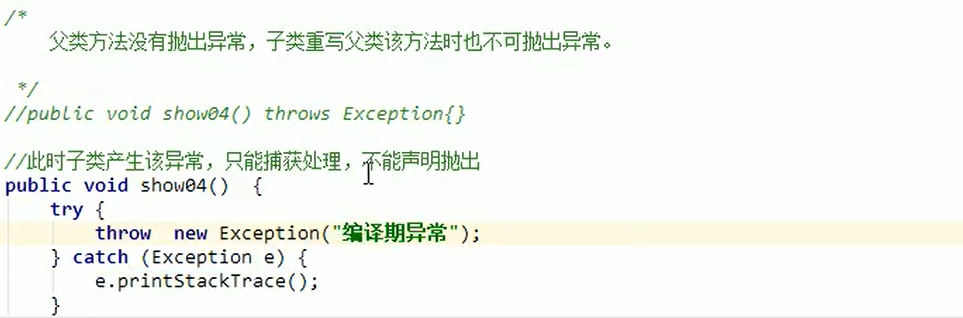 /*
父类方法没有抛出异常，子类重写父类该方法时也不可抛出异常。
*/
//public void show04() throws Exception{}
//此时子类产生该异常，只能捕获处理，不能声明抛出
public void show04()  {
try {
throw  new Exception("编译期异常");
} catch (Exception e) {
e.printStackTrace();
}